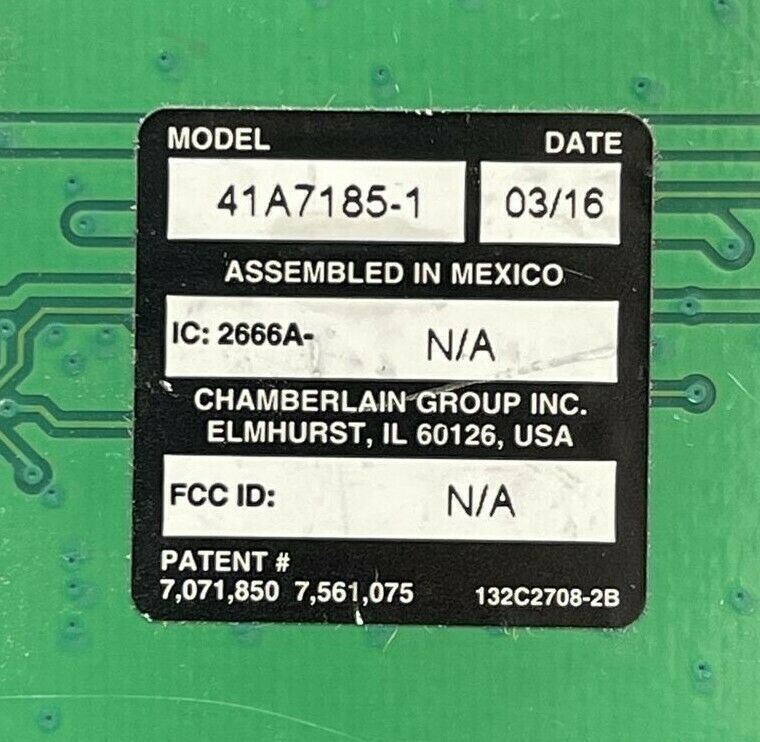 MODEL DATE
41A7185-1 03/16
ASSEMBLED IN MEXICO
IC: 2666A- N/A
CHAMBERLAIN GROUP INC.
ELMHURST, IL 60126, USA
FCC ID: N/A
PATENT #
7,071,850 7,561,075 132C2708-2B